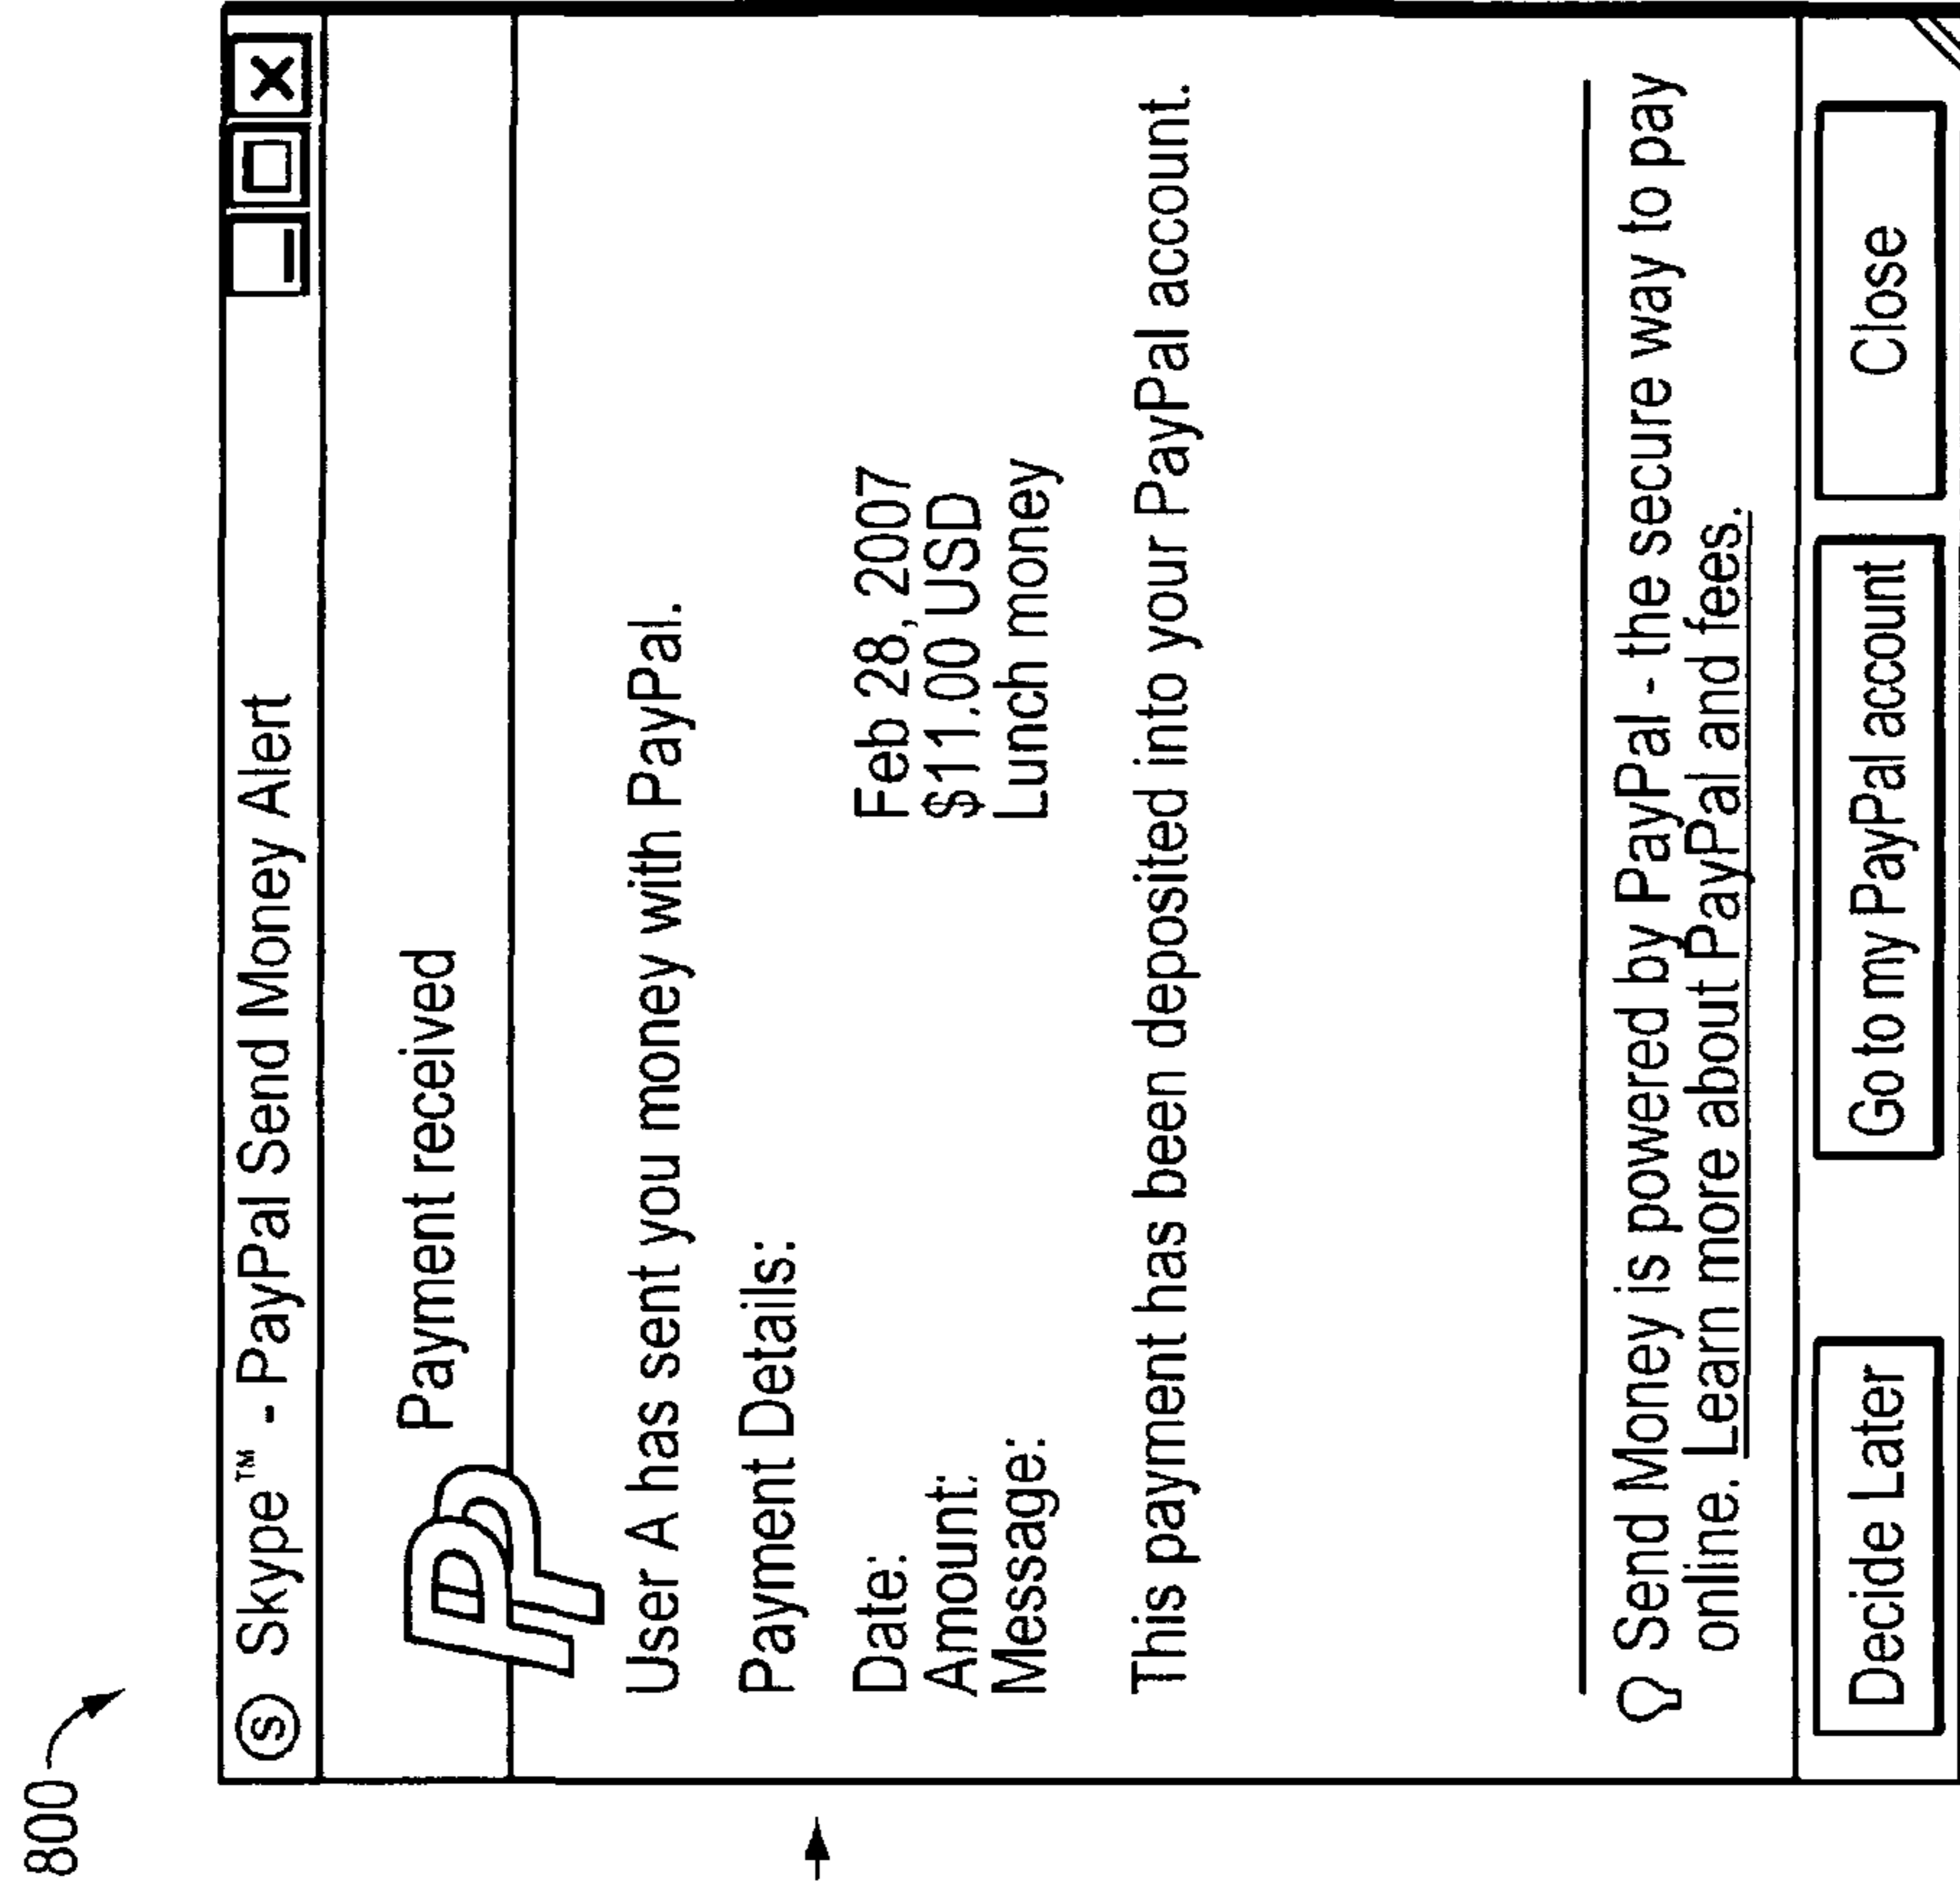 800
S Skype™ - PayPal Send Money Alert
Payment received
User A has sent you money with PayPal.
Payment Details:
Date: Feb 28, 2007
Amount: $11.00 USD
Message: Lunch money
This payment has been deposited into your PayPal account.
Send Money is powered by PayPal - the secure way to pay
online. Learn more about PayPal and fees.
Decide Later Go to my PayPal account Close